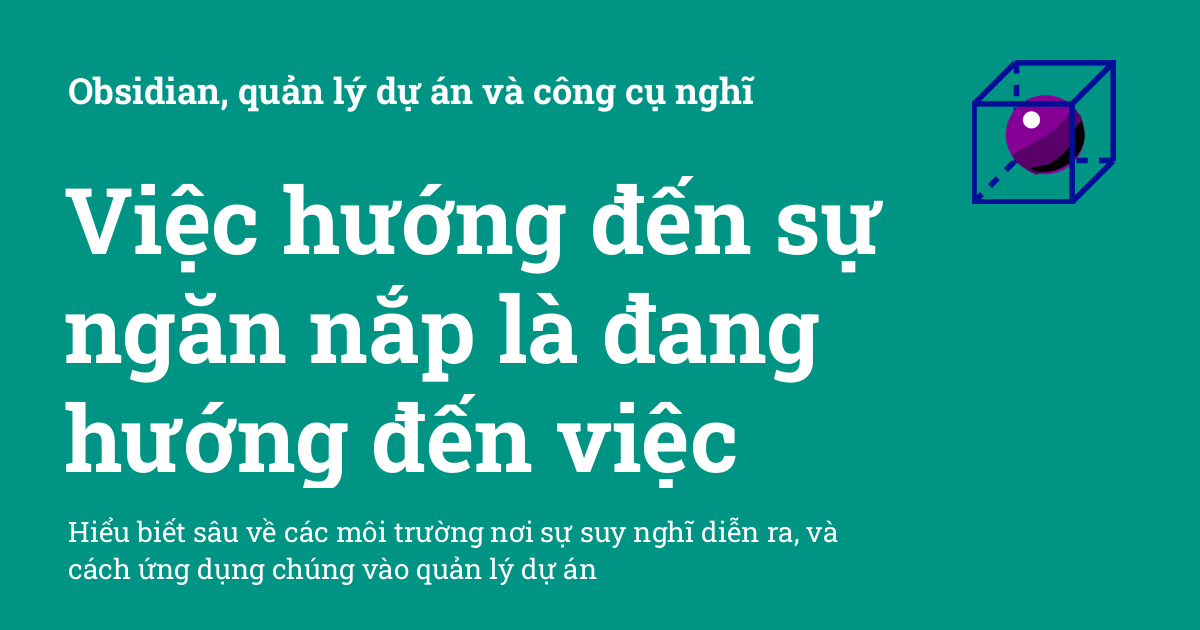 Obsidian, quản lý dự án và công cụ nghĩ
Việc hướng đến sự
ngăn nắp là đang
hướng đến việc
Hiểu biết sâu về các môi trường nơi sự suy nghĩ diễn ra, và
cách ứng dụng chúng vào quản lý dự án